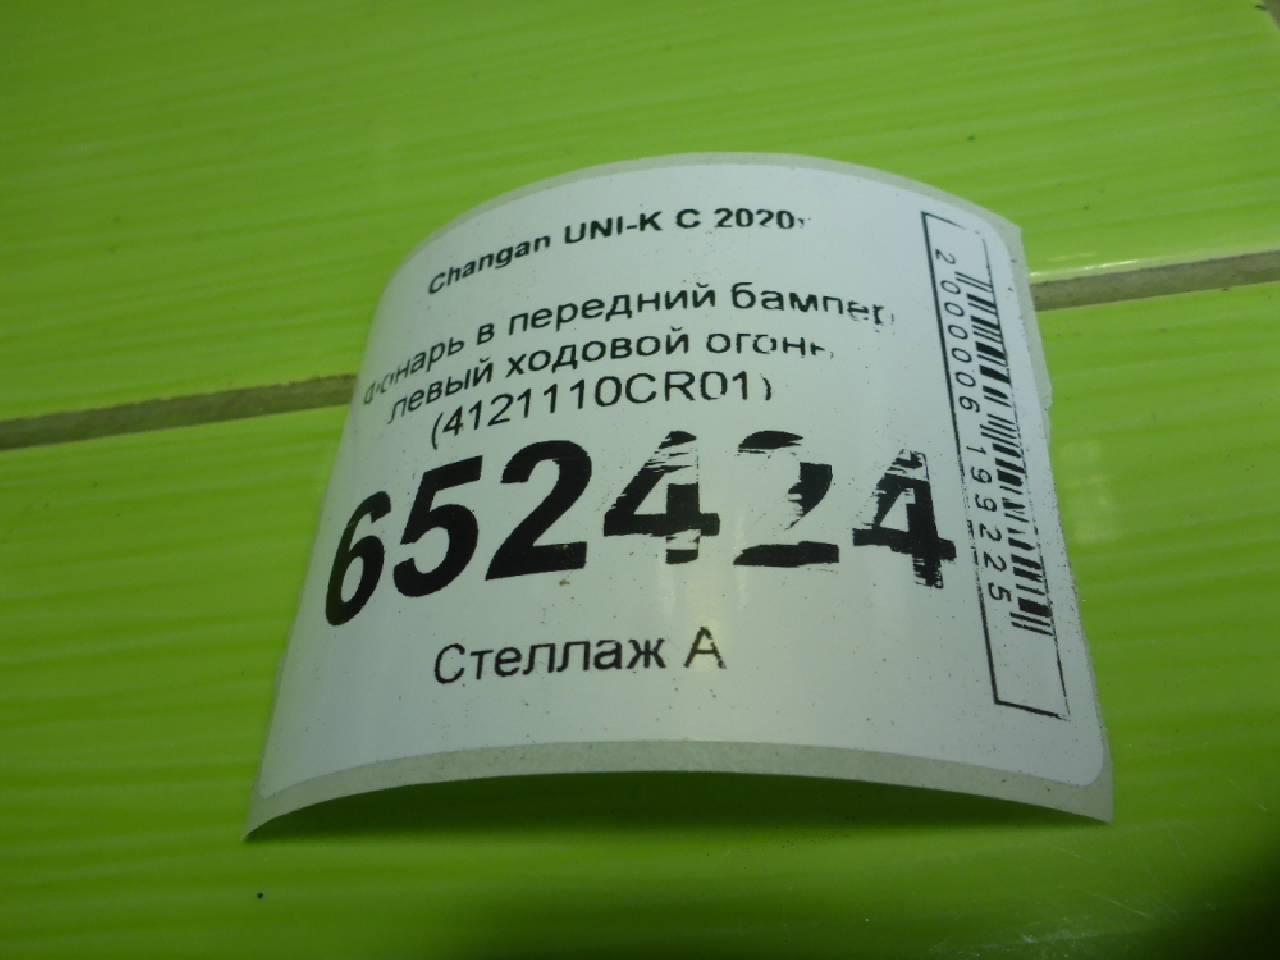 Changan UNI-K С 2020г
фонарь в передний бампер
левый ходовой огонь
(4121110CR01)
652424
Стеллаж А
2000006199225